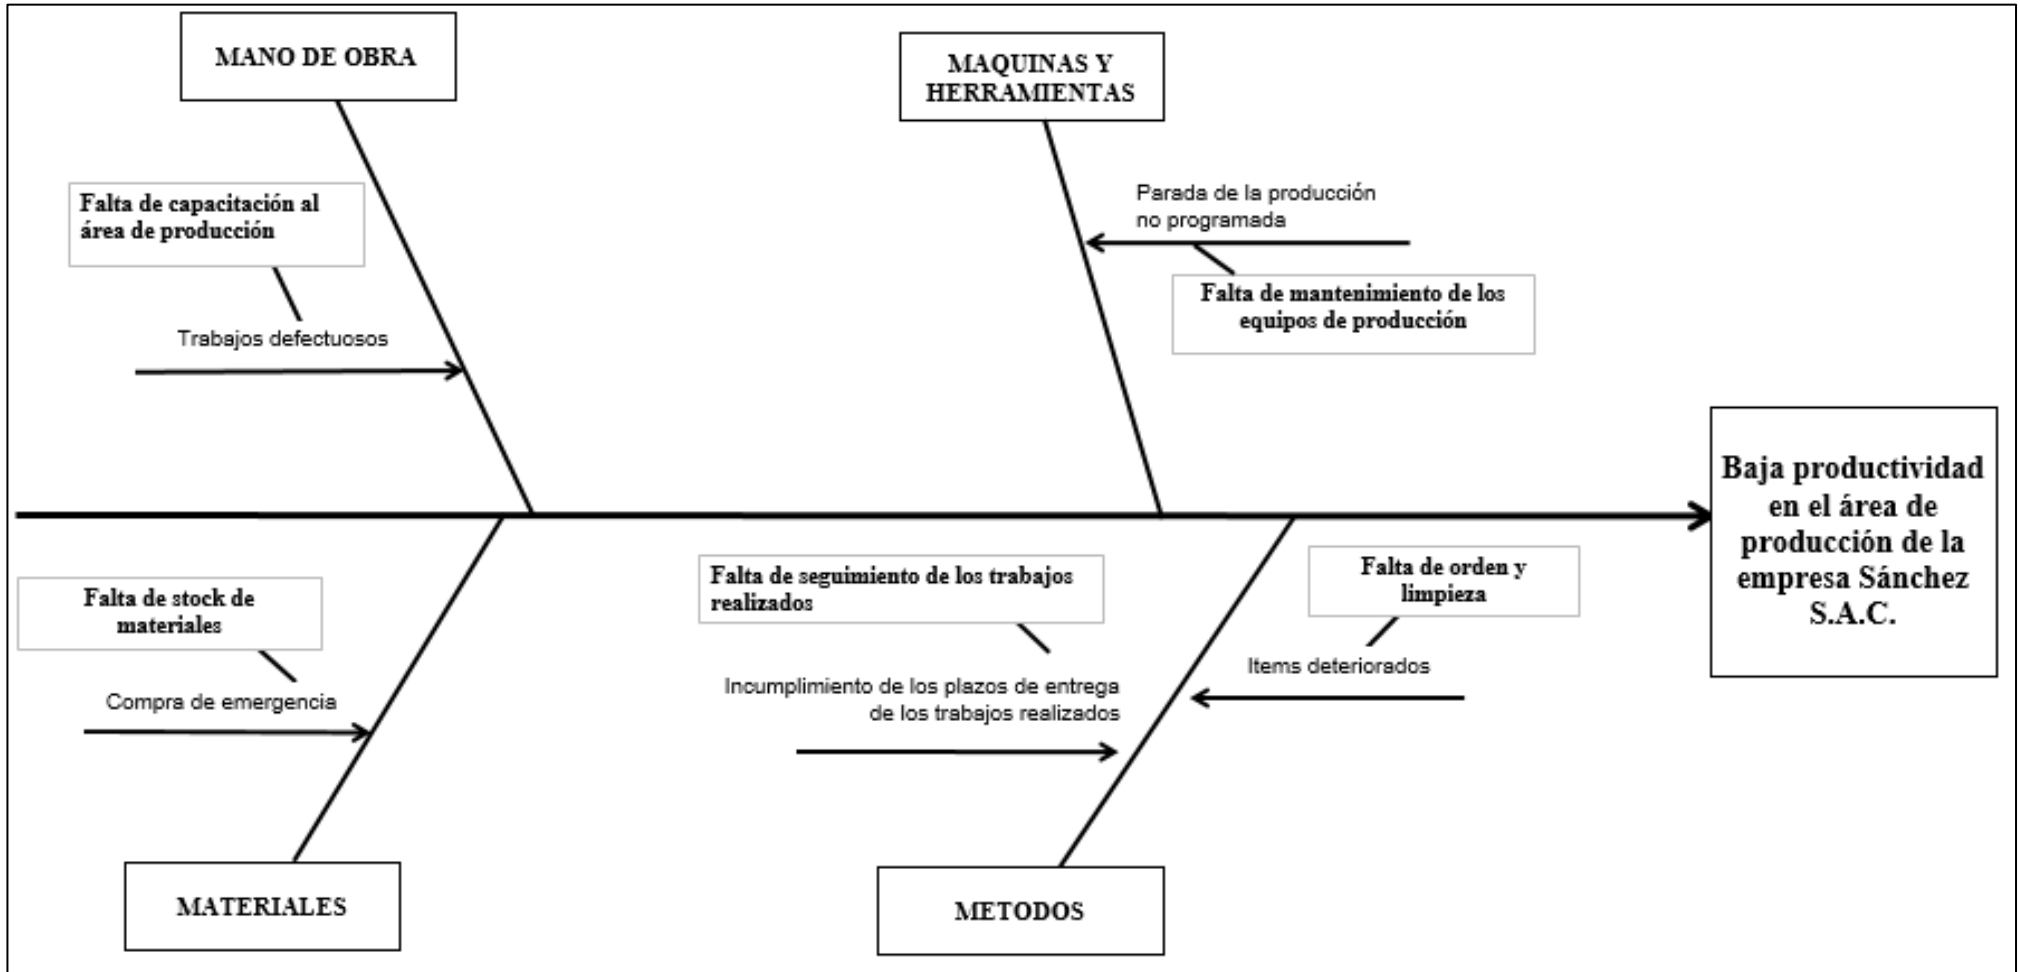 MANO DE OBRA
MAQUINAS Y
HERRAMIENTAS
Falta de capacitación al
área de producción
Trabajos defectuosos
Parada de la producción
no programada
Falta de mantenimiento de los
equipos de producción
Baja productividad
en el área de
producción de la
empresa Sánchez
S.A.C.
Falta de stock de
materiales
Compra de emergencia
Falta de seguimiento de los trabajos
realizados
Incumplimiento de los plazos de entrega
de los trabajos realizados
Falta de orden y
limpieza
Items deteriorados
MATERIALES
METODOS